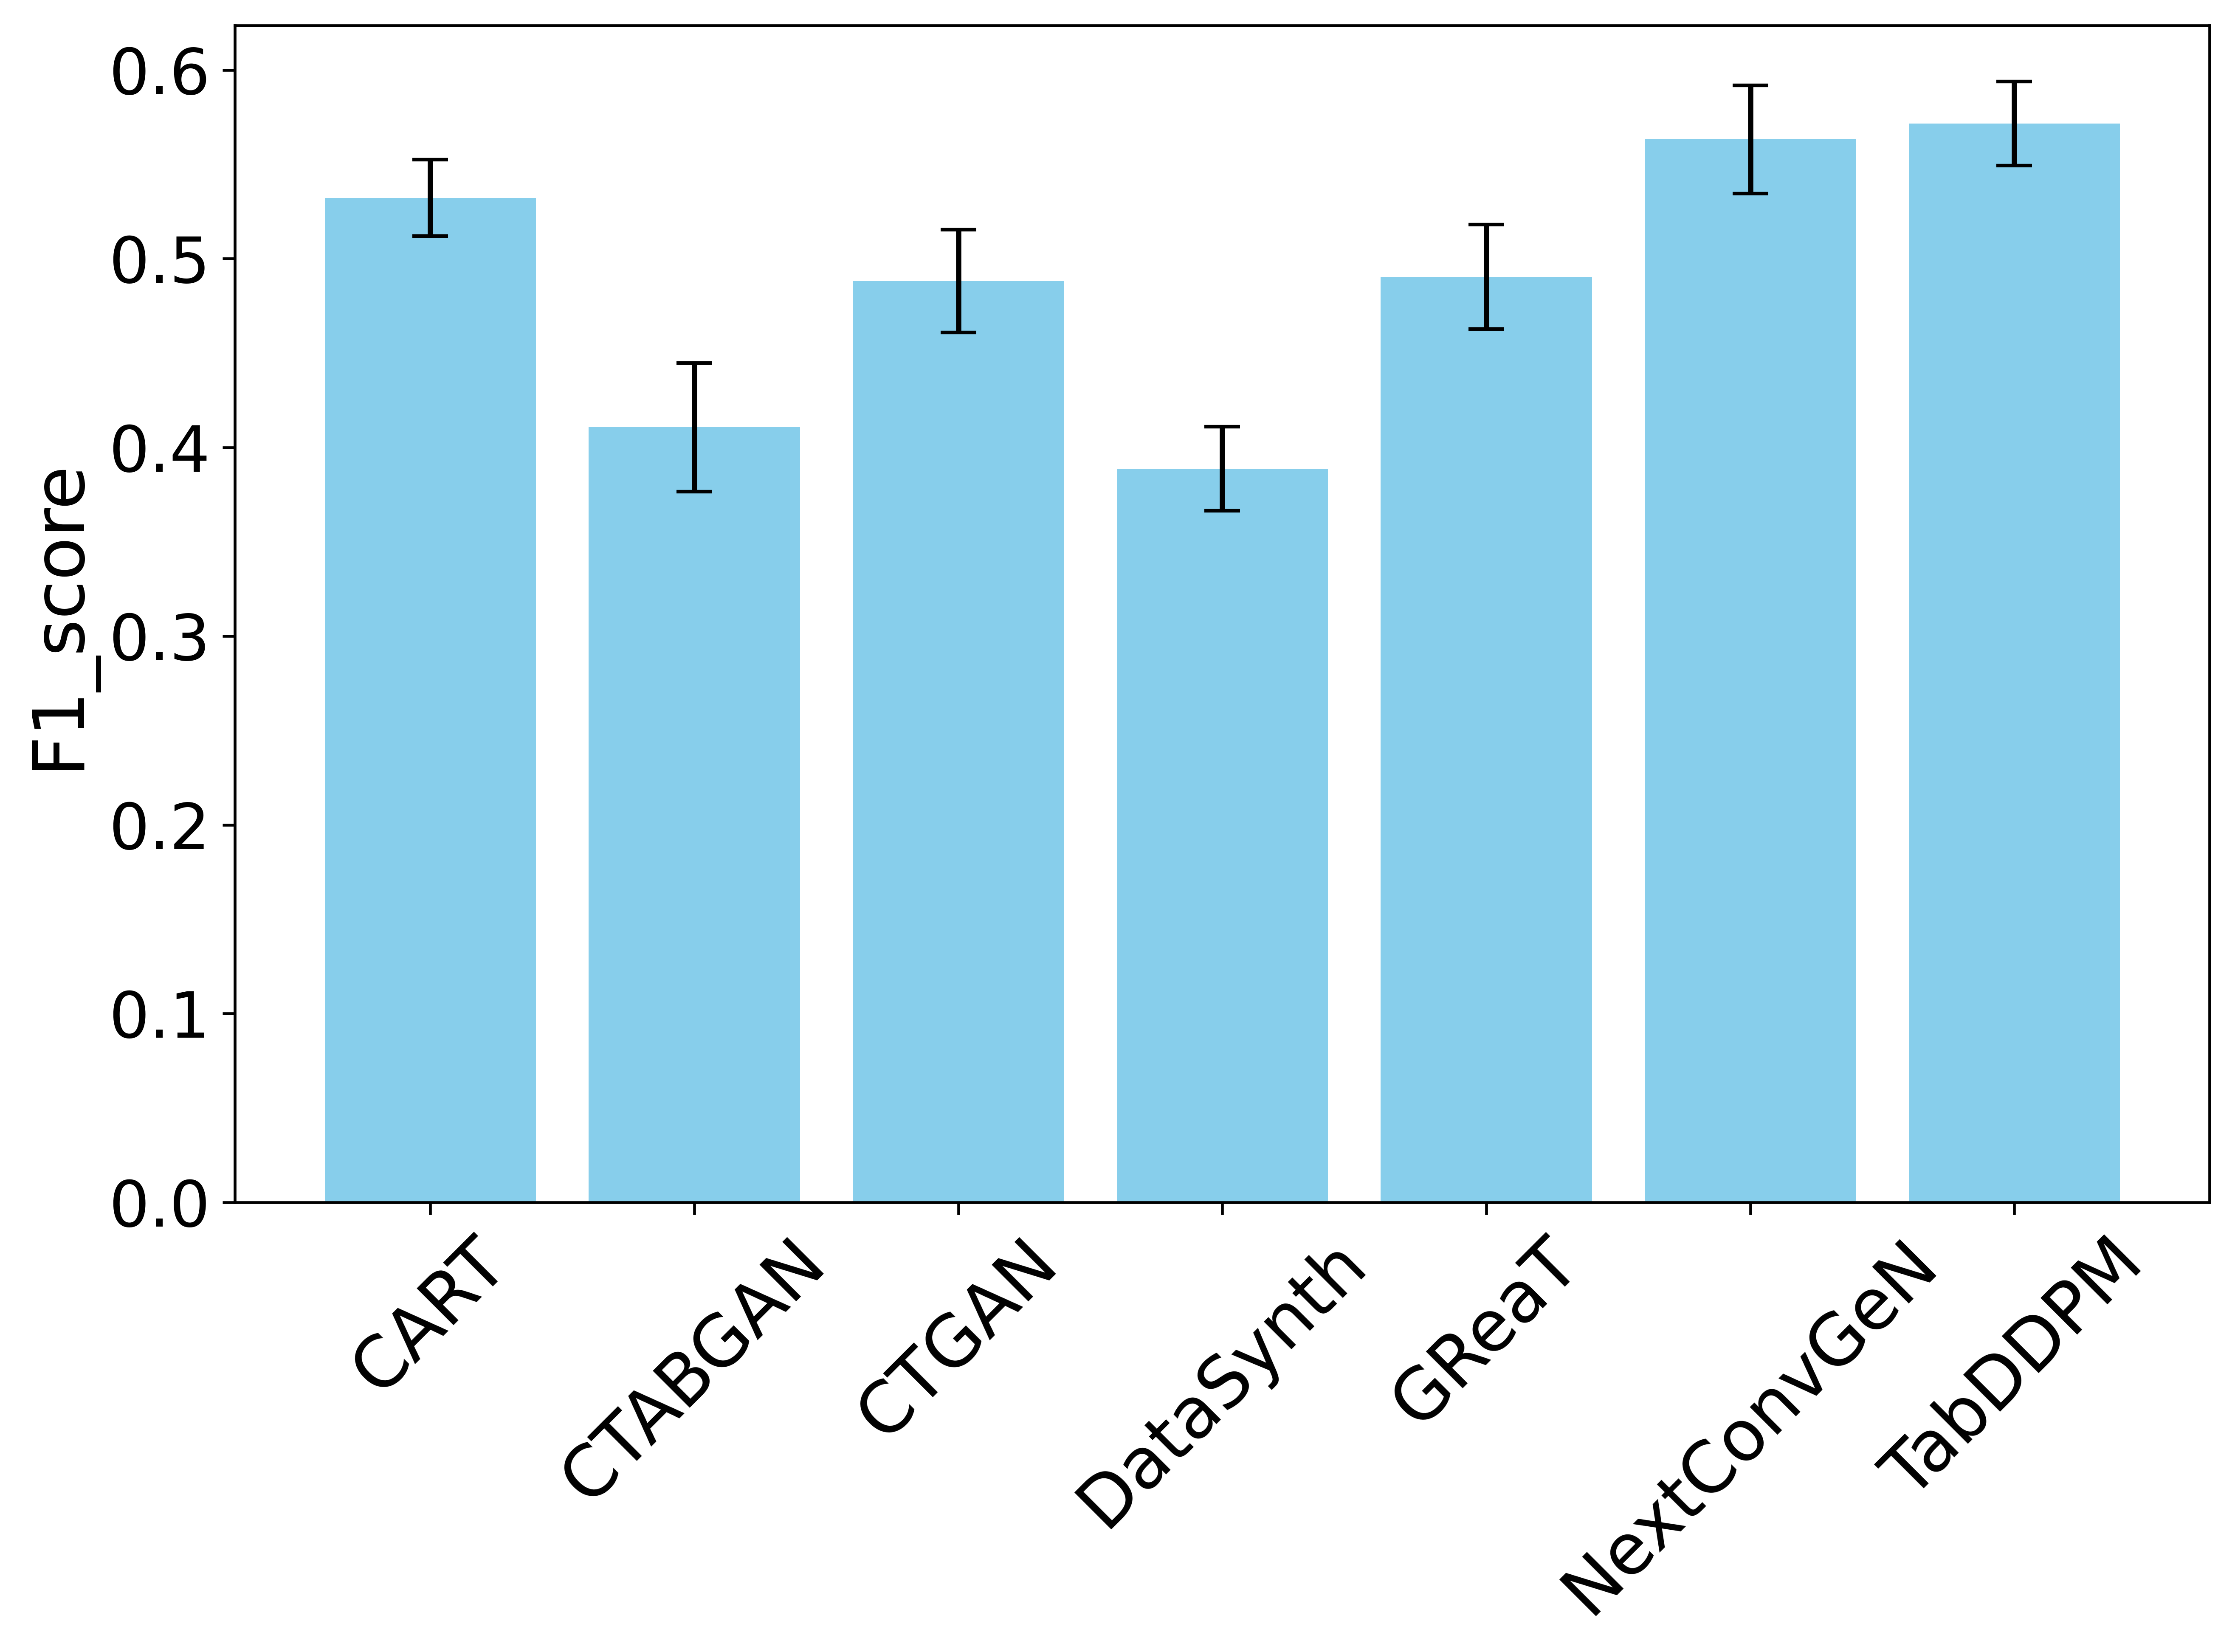 F1_score
0.6
0.5
0.4
0.3
0.2
0.1
0.0
CART
CTABGAN
CTGAN
DataSynth
GReaT
NextConvGeN
TabDDPM